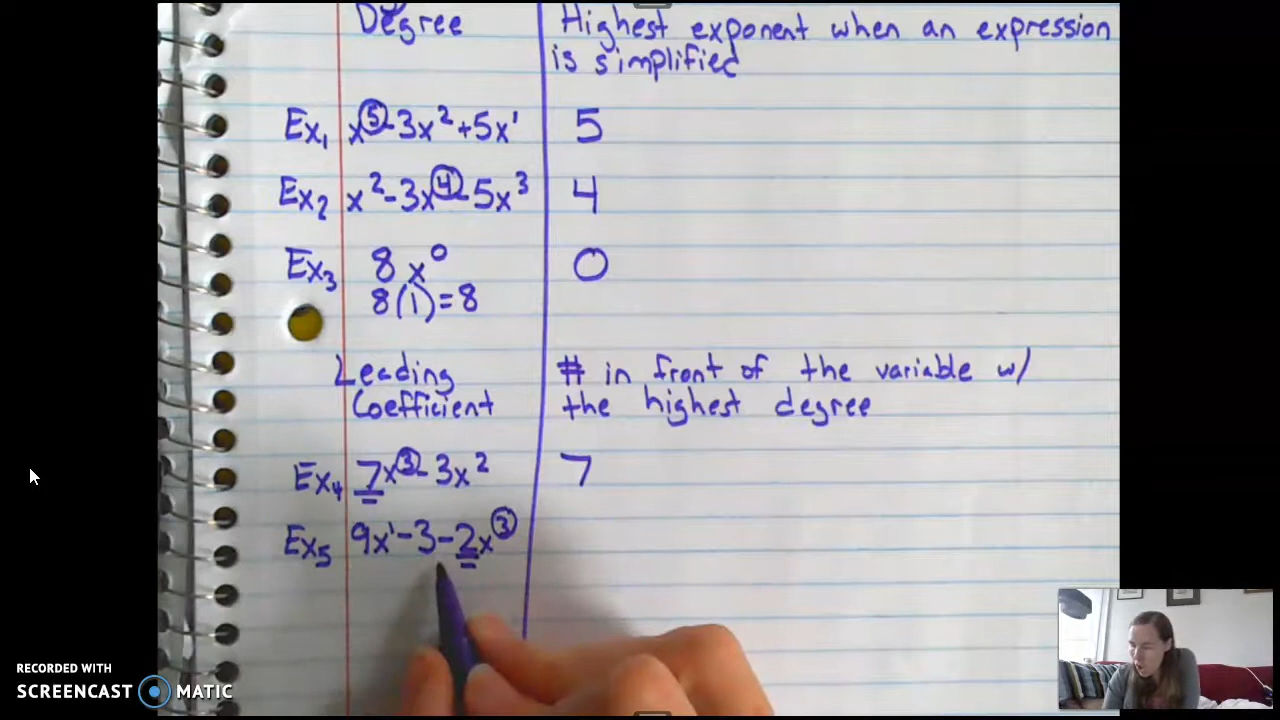 Degree
Highest exponent when an expression
is simplified
Ex₁ x⁵-3x²+5x¹
5
Ex₂ x²-3x⁴-5x³
4
Ex₃ 8x⁰
0
8(1)=8
Leading
Coefficient
# in front of the variable w/
the highest degree
Ex₄ 7x³-3x²
7
Ex₅ 9x¹-3-2x³
RECORDED WITH
SCREENCAST MATIC